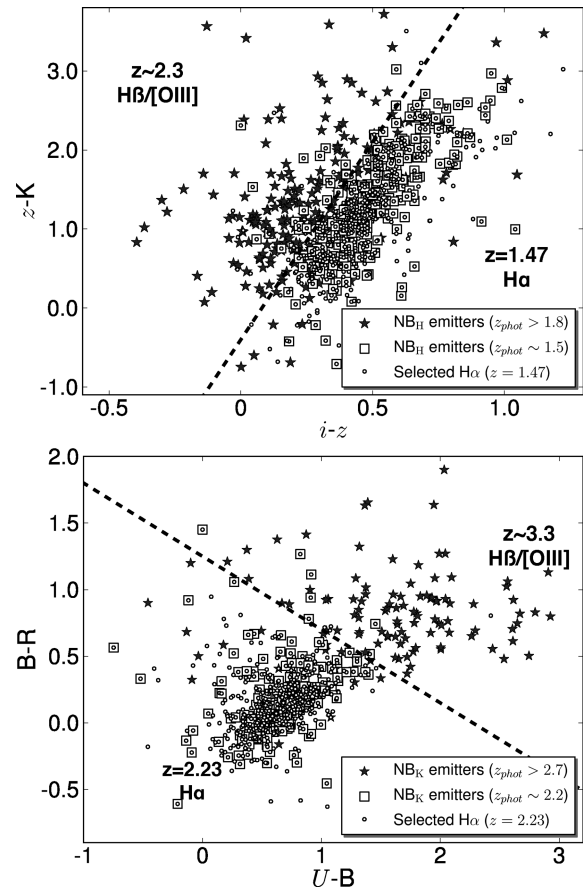 3.0
2.0
1.0
0.0
-1.0
z-K
z~2.3
Hß/[OIII]
z=1.47
Hα
NB_H emitters (z_phot > 1.8)
NB_H emitters (z_phot ~ 1.5)
Selected Hα (z = 1.47)
-0.5 0 0.5 1.0
i-z
2.0
1.5
1.0
0.5
0.0
-0.5
B-R
z~3.3
Hß/[OIII]
z=2.23
Hα
NB_K emitters (z_phot > 2.7)
NB_K emitters (z_phot ~ 2.2)
Selected Hα (z = 2.23)
-1 0 1 2 3
U-B